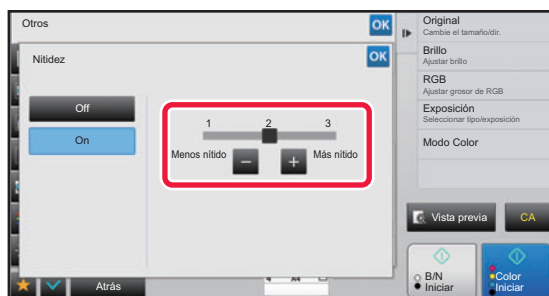 Otros
OK
Nitidez
OK
Off
On
1 2 3
Menos nítido
Más nítido
Atrás
A4
Original
Cambie el tamaño/dir.
Brillo
Ajustar brillo
RGB
Ajustar grosor de RGB
Exposición
Seleccionar tipo/exposición
Modo Color
Vista previa
CA
B/N
Iniciar
Color
Iniciar